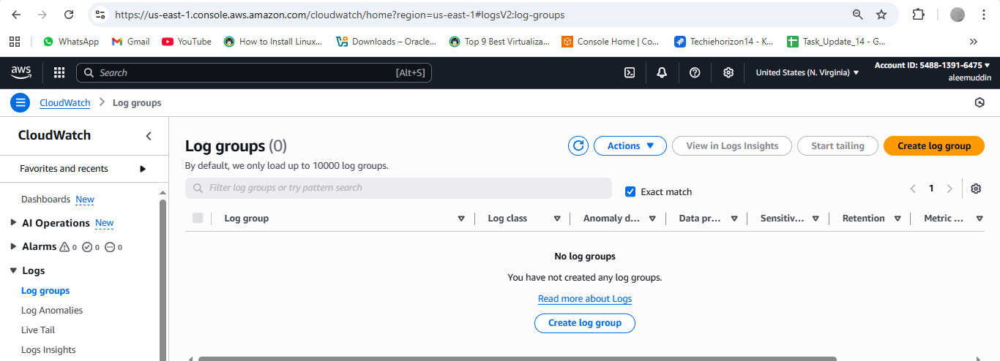 https://us-east-1.console.aws.amazon.com/cloudwatch/home?region=us-east-1#logsV2:log-groups
WhatsApp Gmail YouTube How to Install Linux... Downloads – Oracle... Top 9 Best Virtualiza... Console Home | Co... Techiehorizon14 - K... Task_Update_14 - G... »
aws Search [Alt+S] United States (N. Virginia) ▼ Account ID: 5488-1391-6475 ▼
aleemuddin
CloudWatch > Log groups
CloudWatch
Favorites and recents
Dashboards New
AI Operations New
Alarms 0 0 0
Logs
Log groups
Log Anomalies
Live Tail
Logs Insights
Log groups (0)
Actions ▼ View in Logs Insights Start tailing Create log group
By default, we only load up to 10000 log groups.
Filter log groups or try pattern search Exact match 1
Log group Log class Anomaly d... Data pr... Sensitiv... Retention Metric ...
No log groups
You have not created any log groups.
Read more about Logs
Create log group